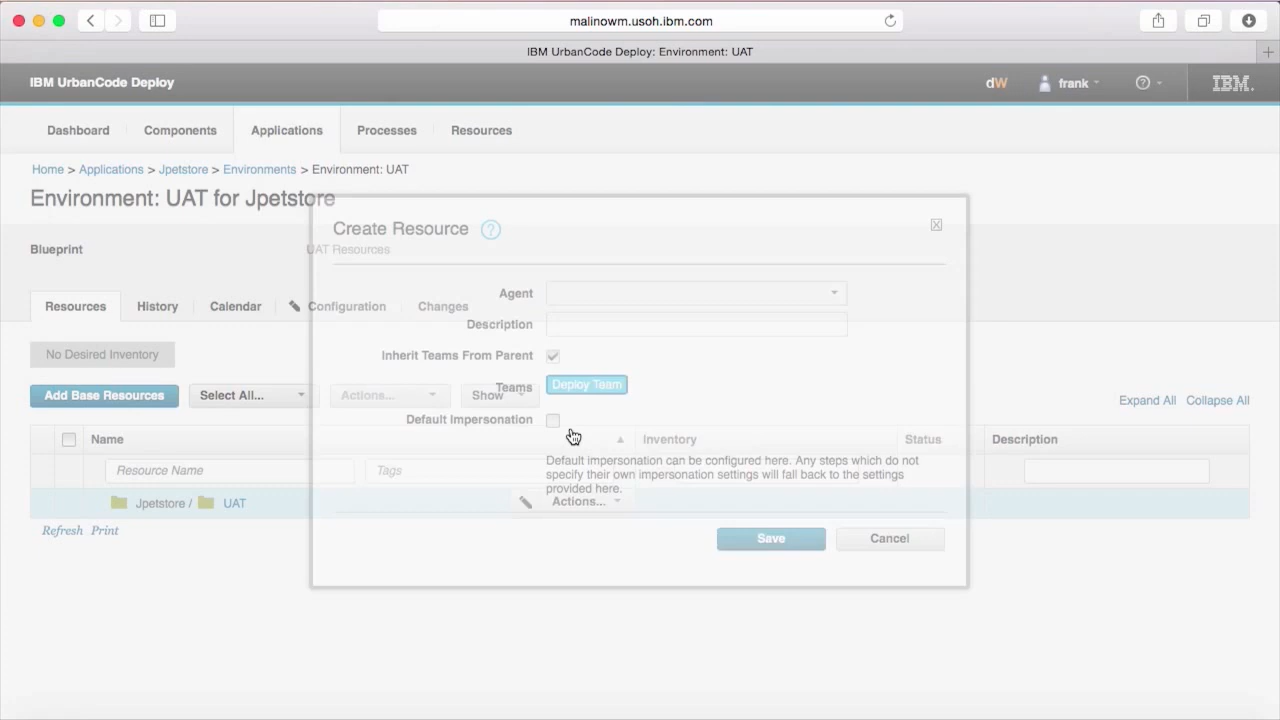 malinowm.usoh.ibm.com
IBM UrbanCode Deploy: Environment: UAT
IBM UrbanCode Deploy
dW
frank
IBM.
Dashboard
Components
Applications
Processes
Resources
Home > Applications > Jpetstore > Environments > Environment: UAT
Environment: UAT for Jpetstore
Create Resource
Blueprint
UAT Resources
Agent
Resources
History
Calendar
Configuration
Changes
Description
No Desired Inventory
Inherit Teams From Parent
Teams
Deploy Team
Add Base Resources
Select All...
Actions...
Show
Expand All
Collapse All
Default Impersonation
Name
Inventory
Status
Description
Resource Name
Tags
Default impersonation can be configured here. Any steps which do not
specify their own impersonation settings will fall back to the settings
provided here.
Jpetstore /
UAT
Actions...
Refresh
Print
Save
Cancel